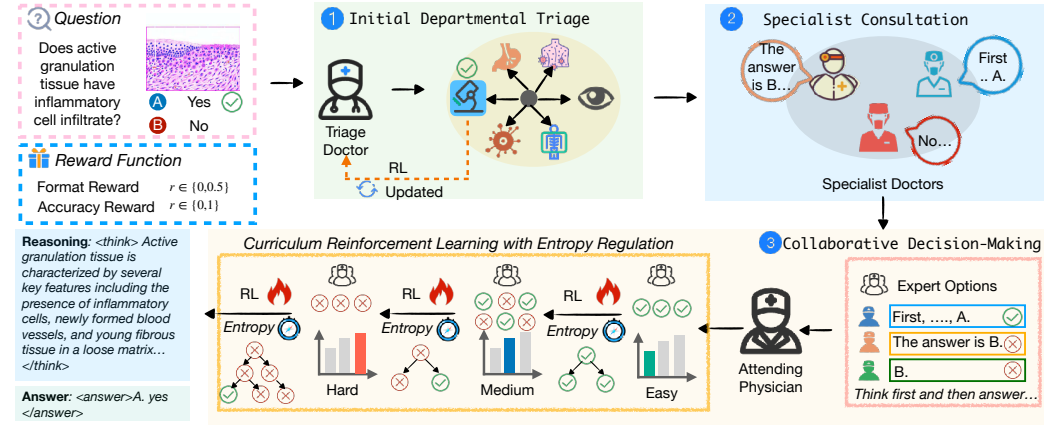 Question
Does active
granulation
tissue have
inflammatory
cell infiltrate?
A Yes
B No
Reward Function
Format Reward r ∈ {0,0.5}
Accuracy Reward r ∈ {0,1}
1 Initial Departmental Triage
Triage
Doctor
RL
Updated
2 Specialist Consultation
The
answer
is B...
First
.. A.
No...
Specialist Doctors
3 Collaborative Decision-Making
Expert Options
First, ...., A.
The answer is B.
B.
Think first and then answer...
Attending
Physician
Curriculum Reinforcement Learning with Entropy Regulation
RL
Entropy
Easy
RL
Entropy
Medium
RL
Entropy
Hard
Reasoning: <think> Active
granulation tissue is
characterized by several
key features including the
presence of inflammatory
cells, newly formed blood
vessels, and young fibrous
tissue in a loose matrix...
</think>
Answer: <answer>A. yes
</answer>